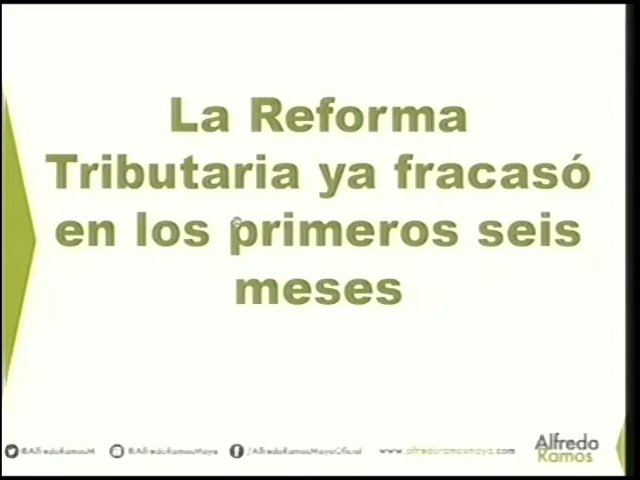 La Reforma
Tributaria ya fracasó
en los primeros seis
meses
@AlfredoRamosM @AlfredoRamosMaya /AlfredoRamosMayaOficial www.alfredoramosmaya.com
Alfredo
Ramos